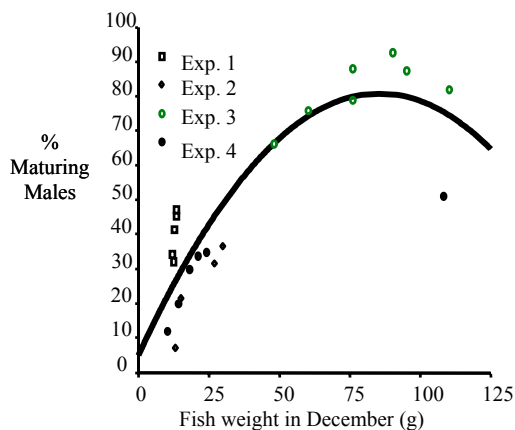 100
90
80
70
60
50
40
30
20
10
0
%
Maturing
Males
Exp. 1
Exp. 2
Exp. 3
Exp. 4
0 25 50 75 100 125
Fish weight in December (g)